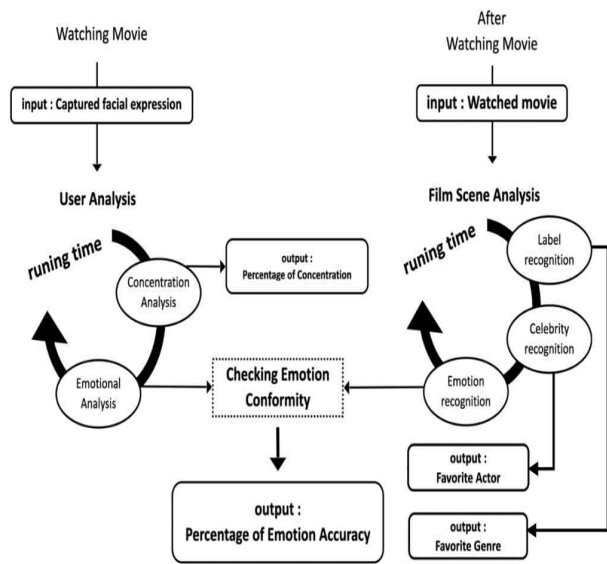 Watching Movie
input : Captured facial expression
User Analysis
runing time
Concentration
Analysis
output :
Percentage of Concentration
Emotional
Analysis
Checking Emotion
Conformity
output :
Percentage of Emotion Accuracy
After
Watching Movie
input : Watched movie
Film Scene Analysis
runing time
Label
recognition
Celebrity
recognition
Emotion
recognition
output :
Favorite Actor
output :
Favorite Genre